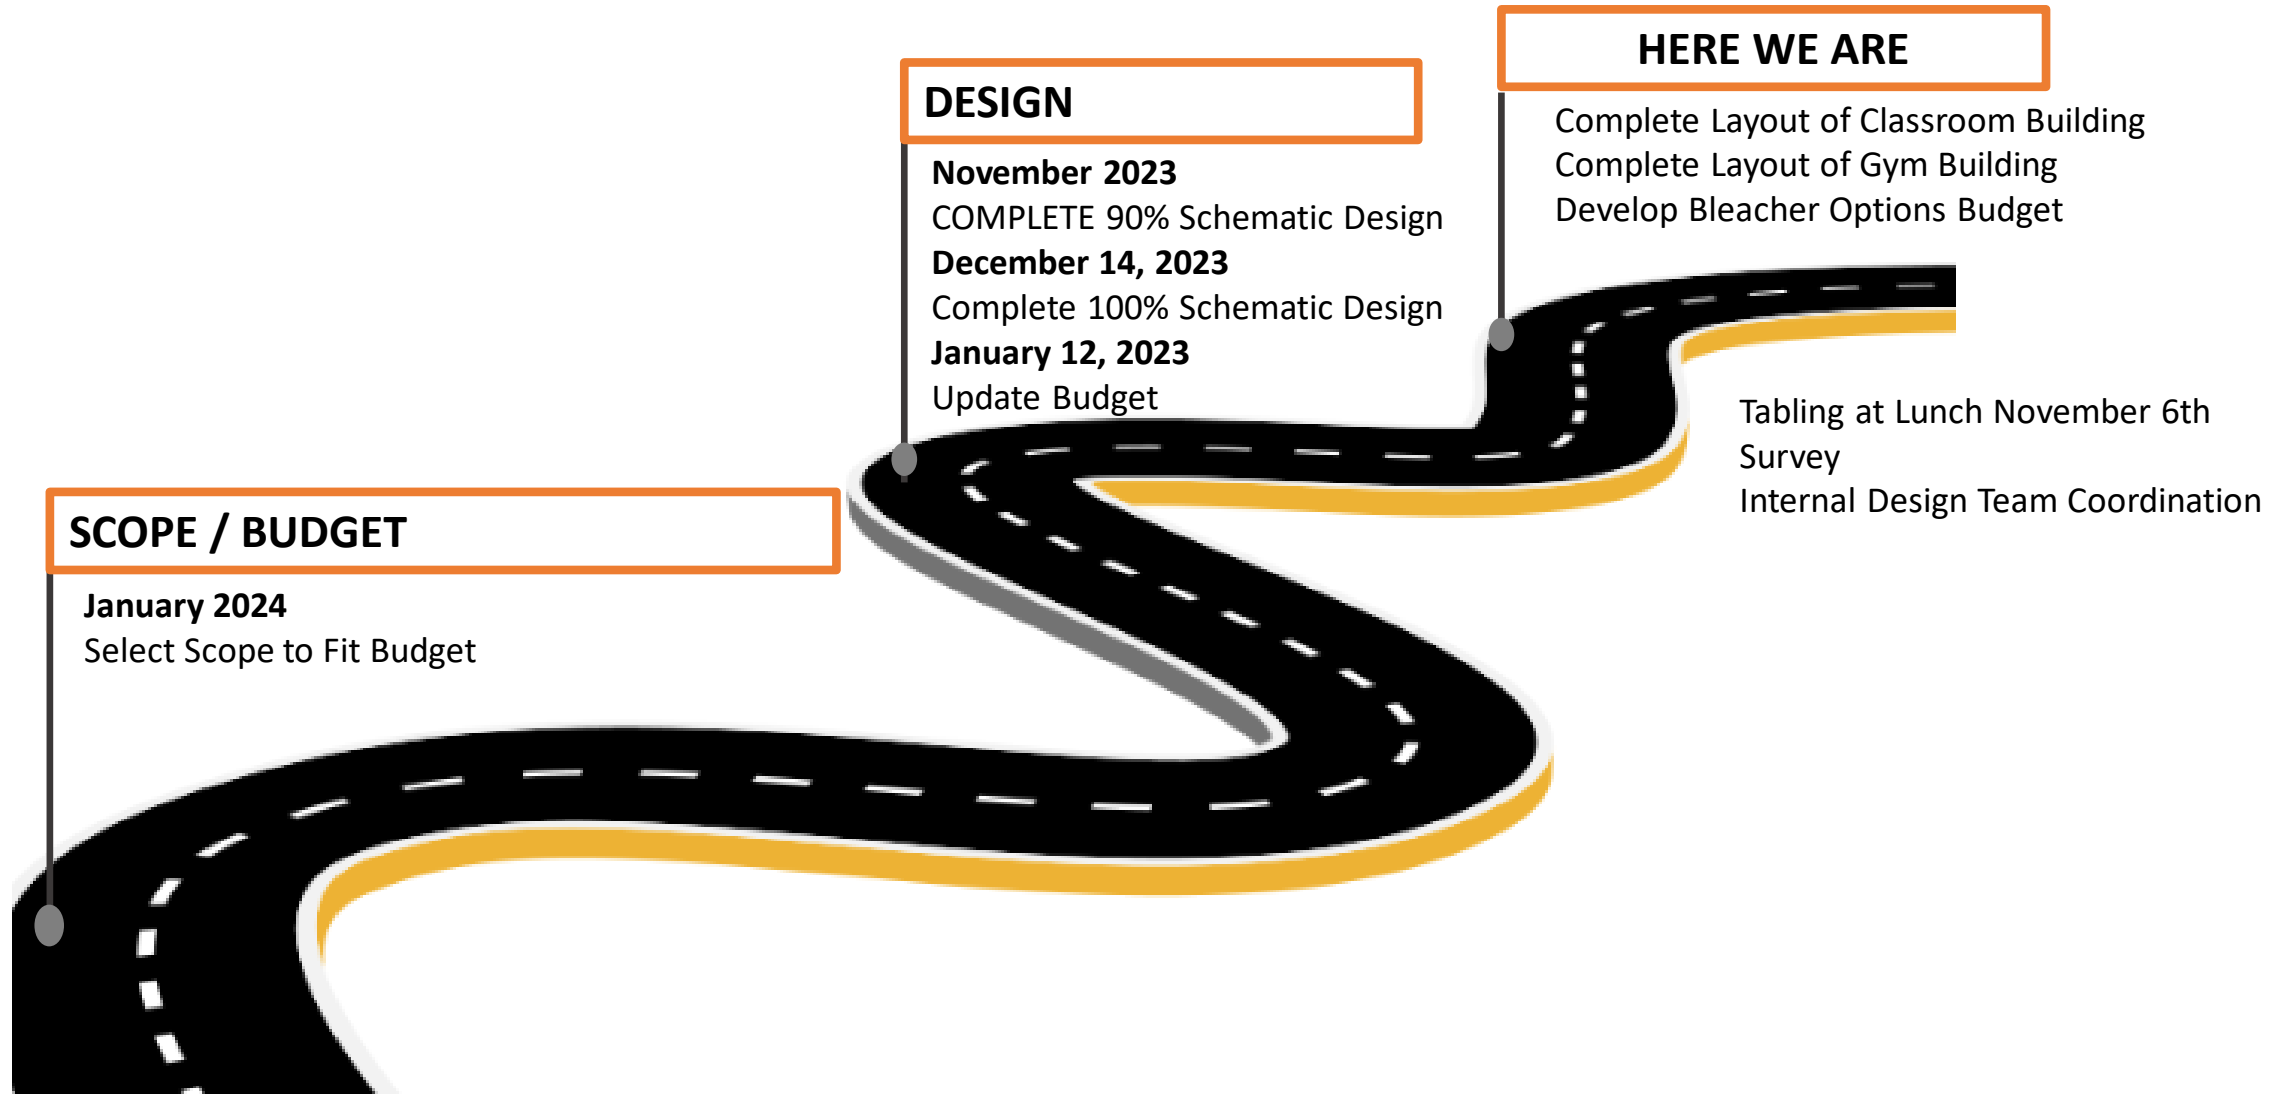 HERE WE ARE
Complete Layout of Classroom Building
Complete Layout of Gym Building
Develop Bleacher Options Budget
DESIGN
November 2023
COMPLETE 90% Schematic Design
December 14, 2023
Complete 100% Schematic Design
January 12, 2023
Update Budget
Tabling at Lunch November 6th
Survey
Internal Design Team Coordination
SCOPE / BUDGET
January 2024
Select Scope to Fit Budget